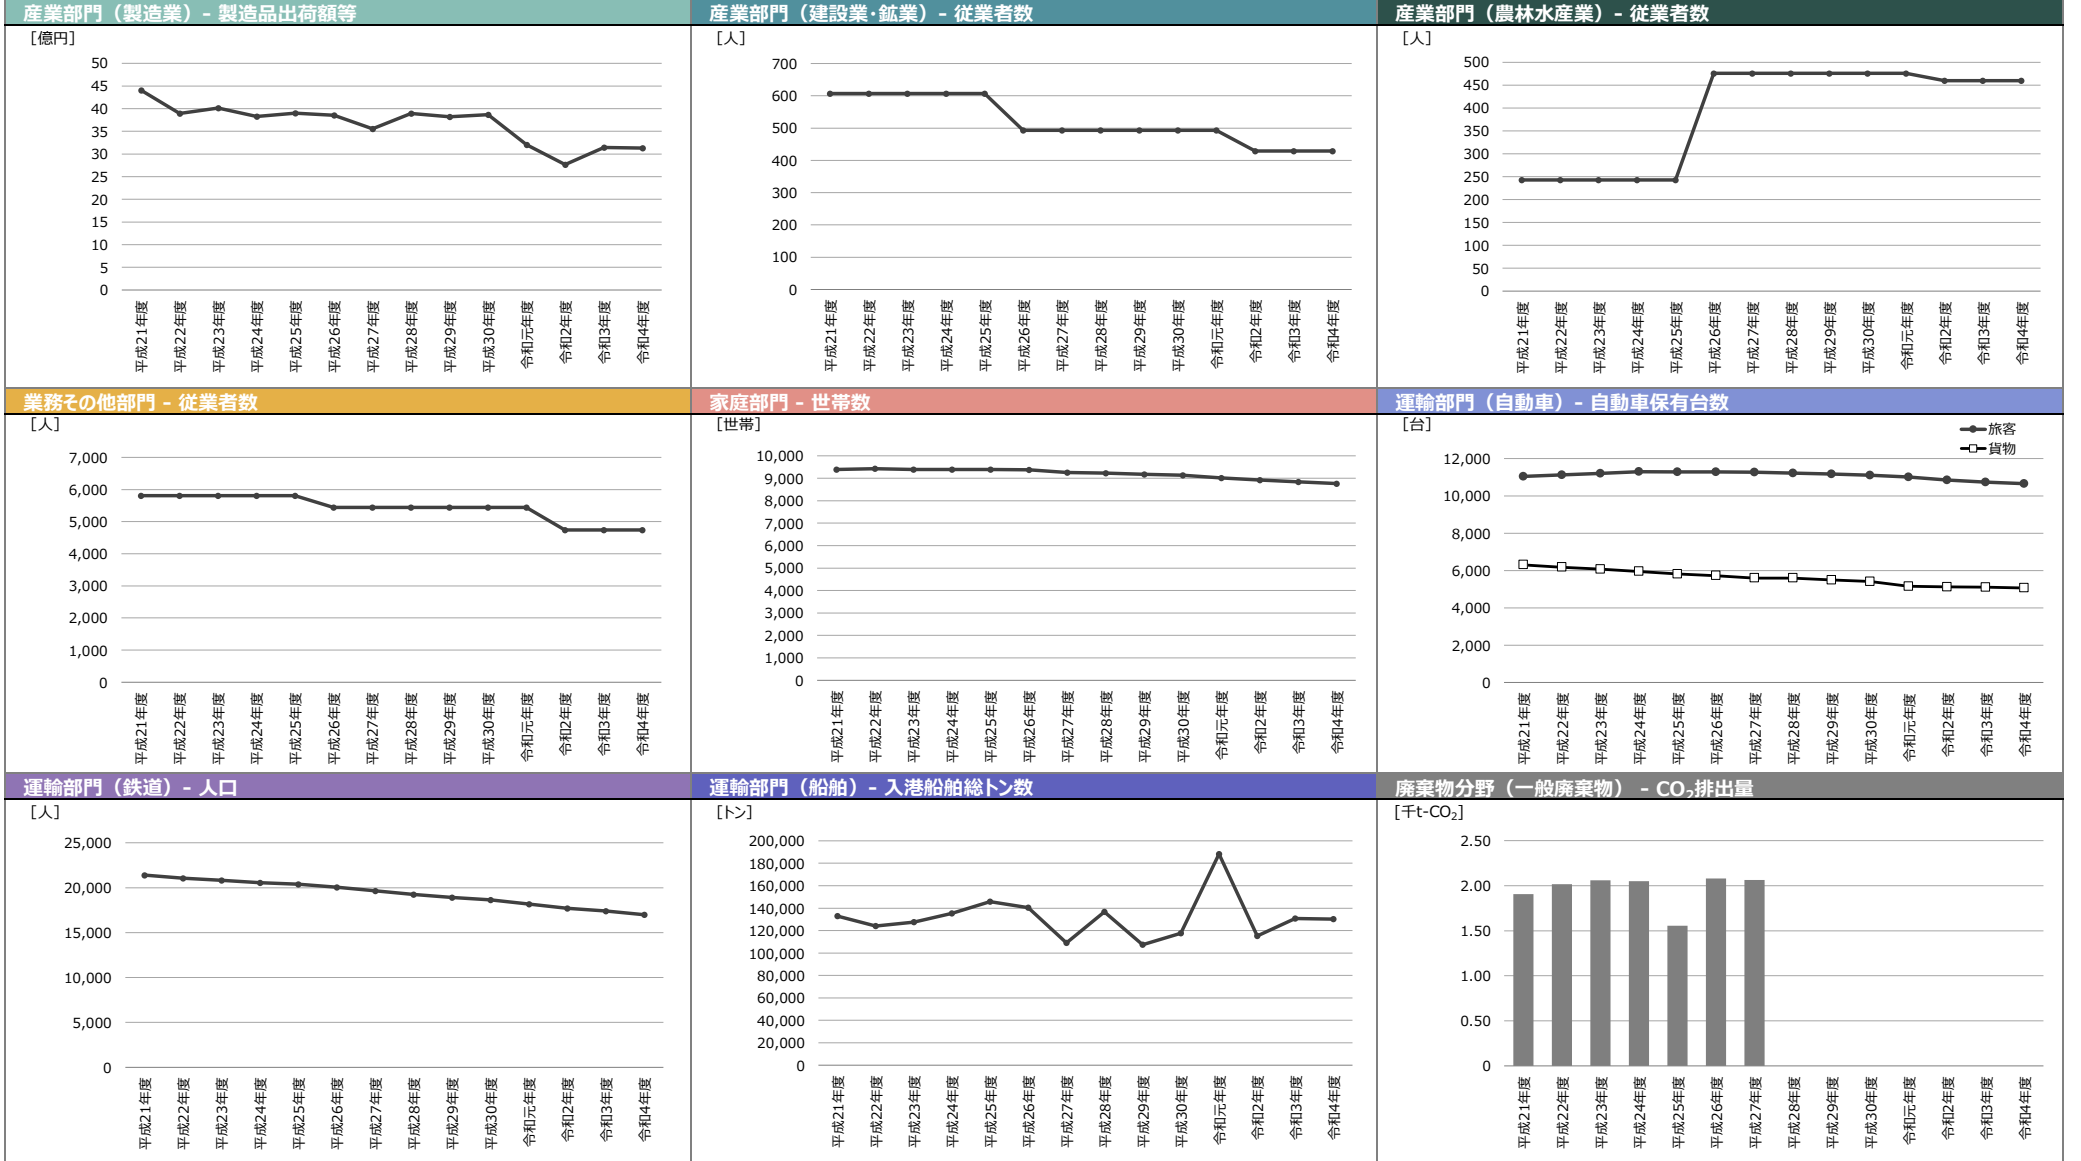 産業部門（製造業）- 製造品出荷額等
[億円]
50
45
40
35
30
25
20
15
10
5
0
平成21年度
平成22年度
平成23年度
平成24年度
平成25年度
平成26年度
平成27年度
平成28年度
平成29年度
平成30年度
令和元年度
令和2年度
令和3年度
令和4年度
産業部門（建設業･鉱業）- 従業者数
[人]
700
600
500
400
300
200
100
0
平成21年度
平成22年度
平成23年度
平成24年度
平成25年度
平成26年度
平成27年度
平成28年度
平成29年度
平成30年度
令和元年度
令和2年度
令和3年度
令和4年度
産業部門（農林水産業）- 従業者数
[人]
500
450
400
350
300
250
200
150
100
50
0
平成21年度
平成22年度
平成23年度
平成24年度
平成25年度
平成26年度
平成27年度
平成28年度
平成29年度
平成30年度
令和元年度
令和2年度
令和3年度
令和4年度
業務その他部門 - 従業者数
[人]
7,000
6,000
5,000
4,000
3,000
2,000
1,000
0
平成21年度
平成22年度
平成23年度
平成24年度
平成25年度
平成26年度
平成27年度
平成28年度
平成29年度
平成30年度
令和元年度
令和2年度
令和3年度
令和4年度
家庭部門 - 世帯数
[世帯]
10,000
9,000
8,000
7,000
6,000
5,000
4,000
3,000
2,000
1,000
0
平成21年度
平成22年度
平成23年度
平成24年度
平成25年度
平成26年度
平成27年度
平成28年度
平成29年度
平成30年度
令和元年度
令和2年度
令和3年度
令和4年度
運輸部門（自動車）- 自動車保有台数
[台]
旅客
貨物
12,000
10,000
8,000
6,000
4,000
2,000
0
平成21年度
平成22年度
平成23年度
平成24年度
平成25年度
平成26年度
平成27年度
平成28年度
平成29年度
平成30年度
令和元年度
令和2年度
令和3年度
令和4年度
運輸部門（鉄道）- 人口
[人]
25,000
20,000
15,000
10,000
5,000
0
平成21年度
平成22年度
平成23年度
平成24年度
平成25年度
平成26年度
平成27年度
平成28年度
平成29年度
平成30年度
令和元年度
令和2年度
令和3年度
令和4年度
運輸部門（船舶）- 入港船舶総トン数
[トン]
200,000
180,000
160,000
140,000
120,000
100,000
80,000
60,000
40,000
20,000
0
平成21年度
平成22年度
平成23年度
平成24年度
平成25年度
平成26年度
平成27年度
平成28年度
平成29年度
平成30年度
令和元年度
令和2年度
令和3年度
令和4年度
廃棄物分野（一般廃棄物） - CO₂排出量
[千t-CO₂]
2.50
2.00
1.50
1.00
0.50
0
平成21年度
平成22年度
平成23年度
平成24年度
平成25年度
平成26年度
平成27年度
平成28年度
平成29年度
平成30年度
令和元年度
令和2年度
令和3年度
令和4年度